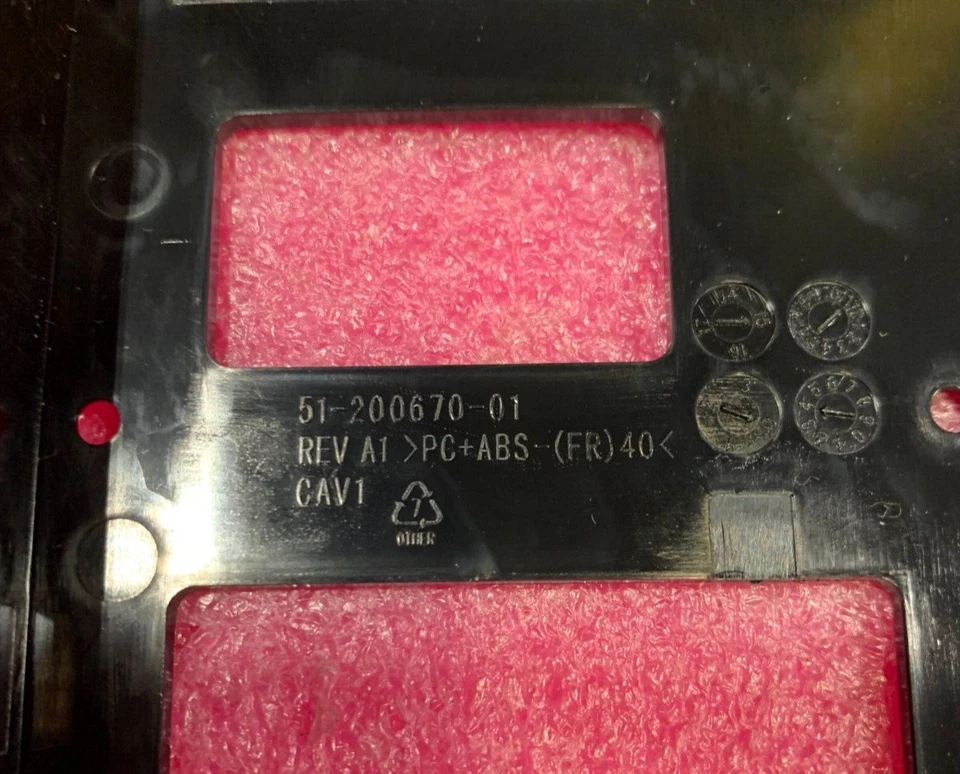 51-200670-01
REV A1 >PC+ABS-(FR)40<
CAV1
7
OTHER